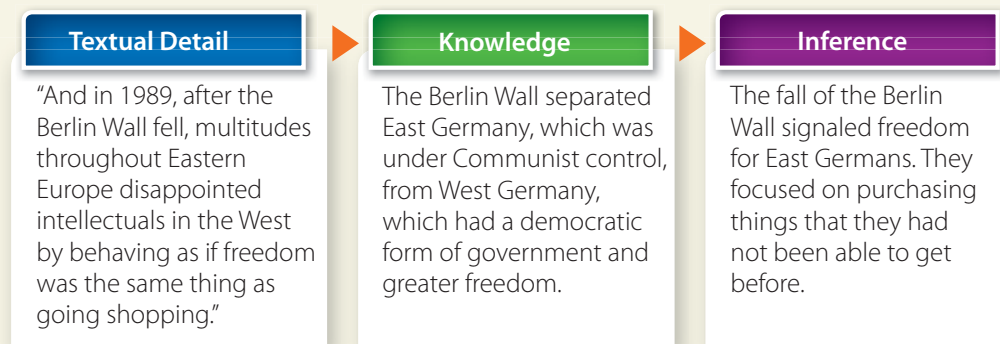 Textual Detail
"And in 1989, after the
Berlin Wall fell, multitudes
throughout Eastern
Europe disappointed
intellectuals in the West
by behaving as if freedom
was the same thing as
going shopping."
Knowledge
The Berlin Wall separated
East Germany, which was
under Communist control,
from West Germany,
which had a democratic
form of government and
greater freedom.
Inference
The fall of the Berlin
Wall signaled freedom
for East Germans. They
focused on purchasing
things that they had
not been able to get
before.